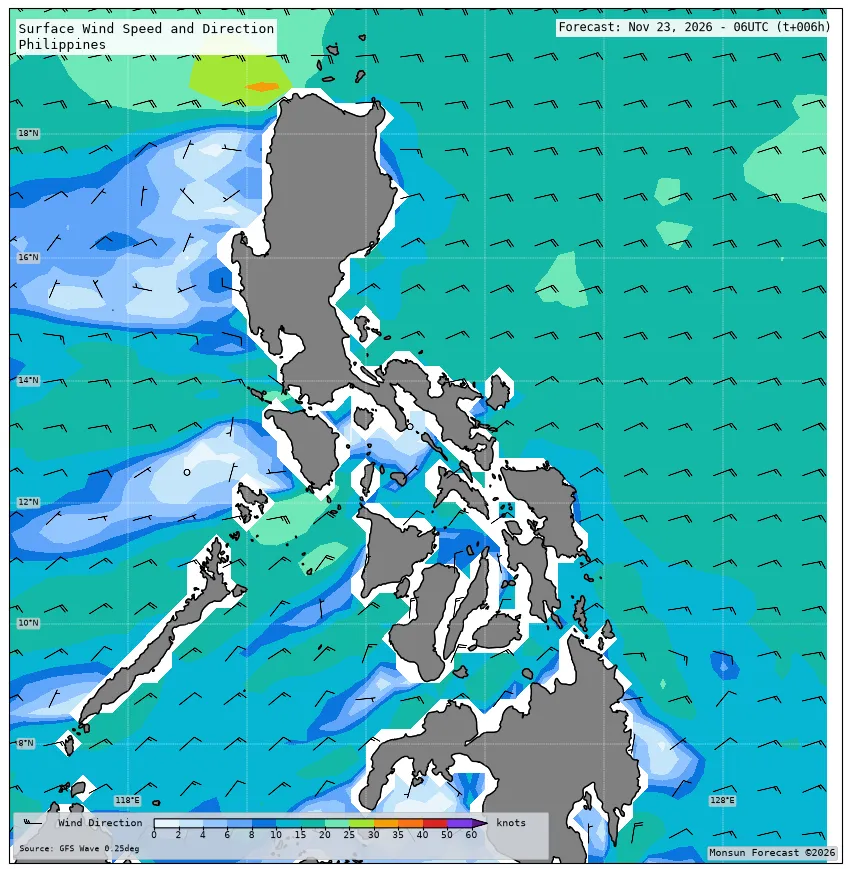 Surface Wind Speed and Direction
Philippines
Forecast: Nov 23, 2026 - 06UTC (t+006h)
18°N
16°N
14°N
12°N
10°N
8°N
118°E
128°E
Wind Direction
0 2 4 6 8 10 15 20 25 30 35 40 50 60
knots
Source: GFS Wave 0.25deg
Monsun Forecast ©2026